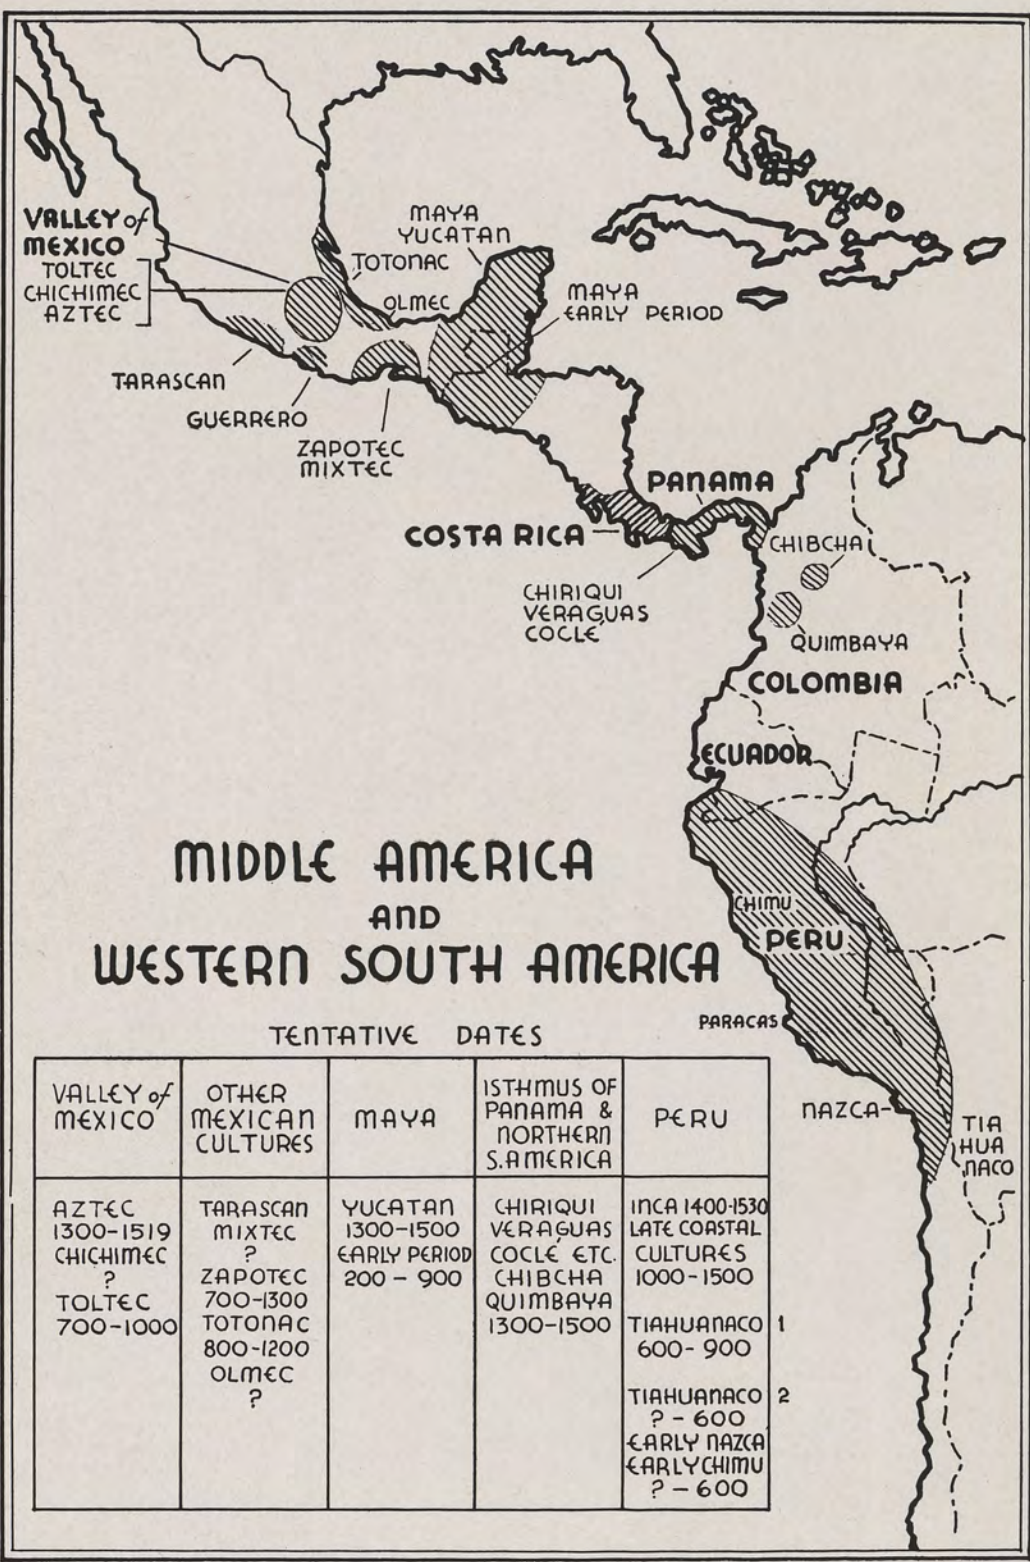 VALLEY of
MEXICO
TOLTEC
CHICHIMEC
AZTEC
MAYA
YUCATAN
TOTONAC
OLMEC
MAYA
EARLY PERIOD
TARASCAN
GUERRERO
ZAPOTEC
MIXTEC
PANAMA
COSTA RICA
CHIBCHA
CHIRIQUI
VERAGUAS
COCLÉ
QUIMBAYA
COLOMBIA
ECUADOR
MIDDLE AMERICA
AND
WESTERN SOUTH AMERICA
CHIMU
PERU
PARACAS
NAZCA
TIA
HUA
NACO
TENTATIVE DATES
VALLEY of
MEXICO
OTHER
MEXICAN
CULTURES
MAYA
ISTHMUS OF
PANAMA &
NORTHERN
S.AMERICA
PERU
AZTEC
1300-1519
CHICHIMEC
?
TOLTEC
700-1000
TARASCAN
MIXTEC
?
ZAPOTEC
700-1300
TOTONAC
800-1200
OLMEC
?
YUCATAN
1300-1500
EARLY PERIOD
200 - 900
CHIRIQUI
VERAGUAS
COCLÉ ETC.
CHIBCHA
QUIMBAYA
1300-1500
INCA 1400-1530
LATE COASTAL
CULTURES
1000-1500
TIAHUANACO 1
600-900
TIAHUANACO 2
? - 600
EARLY NAZCA
EARLY CHIMU
? - 600